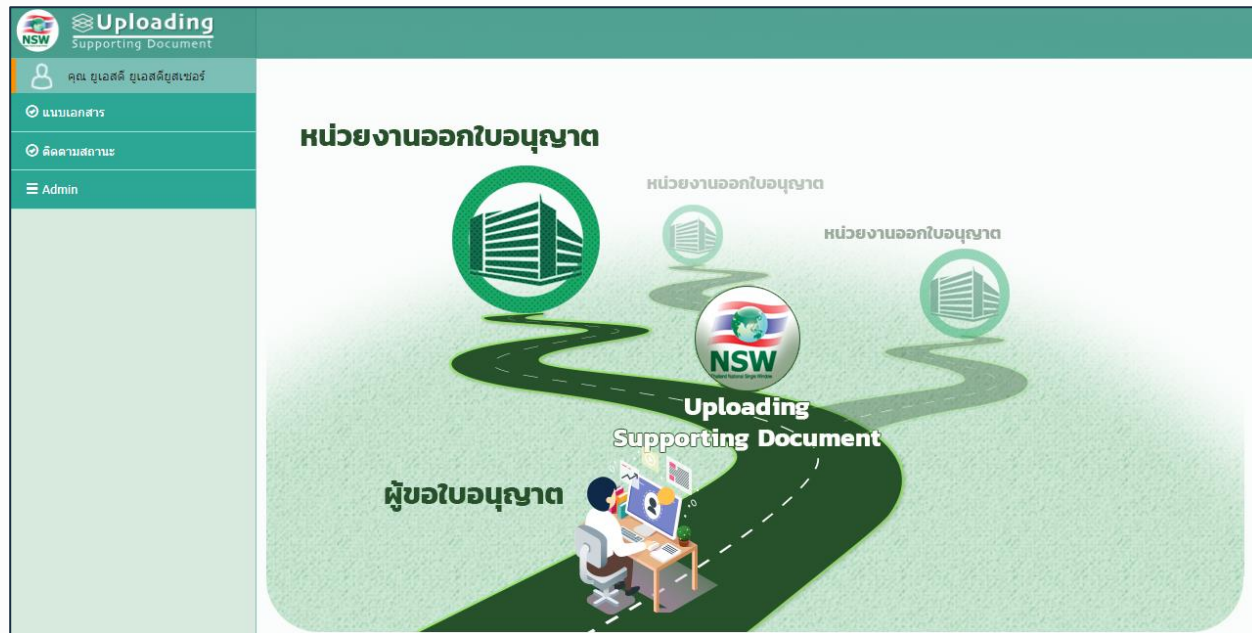 NSW
Uploading
Supporting Document
คุณ ยูเอสดี ยูเอสดียูสเซอร์
แนบเอกสาร
ติดตามสถานะ
Admin
หน่วยงานออกใบอนุญาต
หน่วยงานออกใบอนุญาต
หน่วยงานออกใบอนุญาต
NSW
Thailand National Single Window
Uploading
Supporting Document
ผู้ขอใบอนุญาต